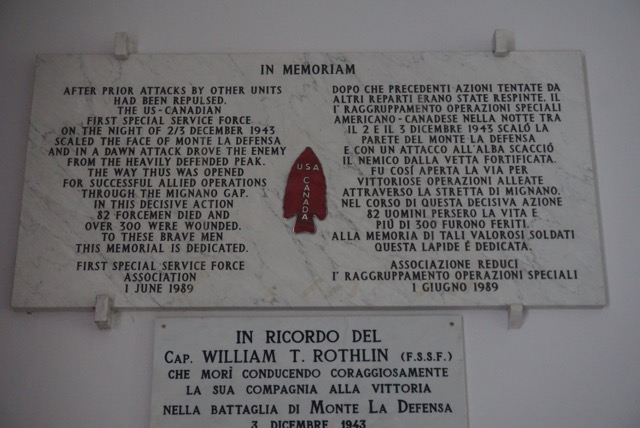 IN MEMORIAM
AFTER PRIOR ATTACKS BY OTHER UNITS
HAD BEEN REPULSED.
THE US-CANADIAN
FIRST SPECIAL SERVICE FORCE
ON THE NIGHT OF 2/3 DECEMBER 1943
SCALED THE FACE OF MONTE LA DEFENSA
AND IN A DAWN ATTACK DROVE THE ENEMY
FROM THE HEAVILY DEFENDED PEAK.
THE WAY THUS WAS OPENED
FOR SUCCESSFUL ALLIED OPERATIONS
THROUGH THE MIGNANO GAP.
IN THIS DECISIVE ACTION
82 FORCEMEN DIED AND
OVER 300 WERE WOUNDED.
TO THESE BRAVE MEN
THIS MEMORIAL IS DEDICATED.
FIRST SPECIAL SERVICE FORCE
ASSOCIATION
1 JUNE 1989
USA
CANADA
DOPO CHE PRECEDENTI AZIONI TENTATE DA
ALTRI REPARTI ERANO STATE RESPINTE, IL
1° RAGGRUPPAMENTO OPERAZIONI SPECIALI
AMERICANO-CANADESE NELLA NOTTE TRA
IL 2 E IL 3 DICEMBRE 1943 SCALÒ LA
PARETE DEL MONTE LA DEFENSA
E CON UN ATTACCO ALL'ALBA SCACCIÒ
IL NEMICO DALLA VETTA FORTIFICATA.
FU COSÍ APERTA LA VIA PER
VITTORIOSE OPERAZIONI ALLEATE
ATTRAVERSO LA STRETTA DI MIGNANO.
NEL CORSO DI QUESTA DECISIVA AZIONE
82 UOMINI PERSERO LA VITA E
PIÙ DI 300 FURONO FERITI.
ALLA MEMORIA DI TALI VALOROSI SOLDATI
QUESTA LAPIDE É DEDICATA.
ASSOCIAZIONE REDUCI
1° RAGGRUPPAMENTO OPERAZIONI SPECIALI
1 GIUGNO 1989
IN RICORDO DEL
CAP. WILLIAM T. ROTHLIN (F.S.S.F.)
CHE MORÌ CONDUCENDO CORAGGIOSAMENTE
LA SUA COMPAGNIA ALLA VITTORIA
NELLA BATTAGLIA DI MONTE LA DEFENSA
3 DICEMBRE 1943